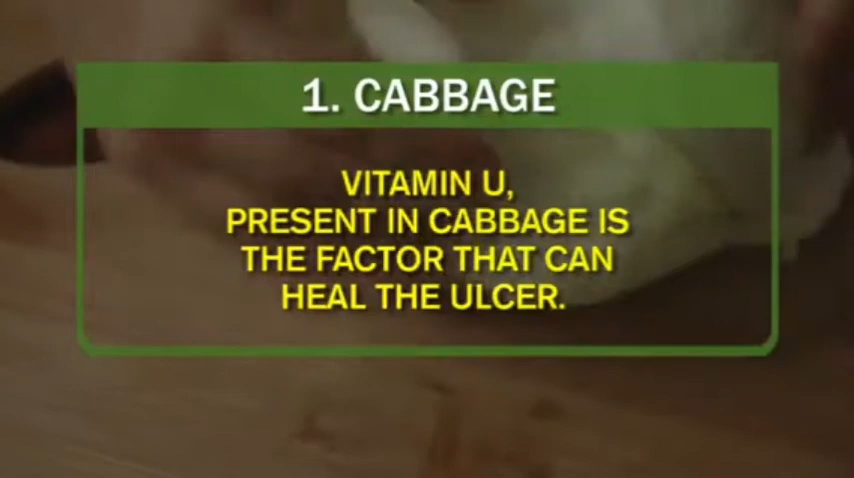 1. CABBAGE
VITAMIN U,
PRESENT IN CABBAGE IS
THE FACTOR THAT CAN
HEAL THE ULCER.